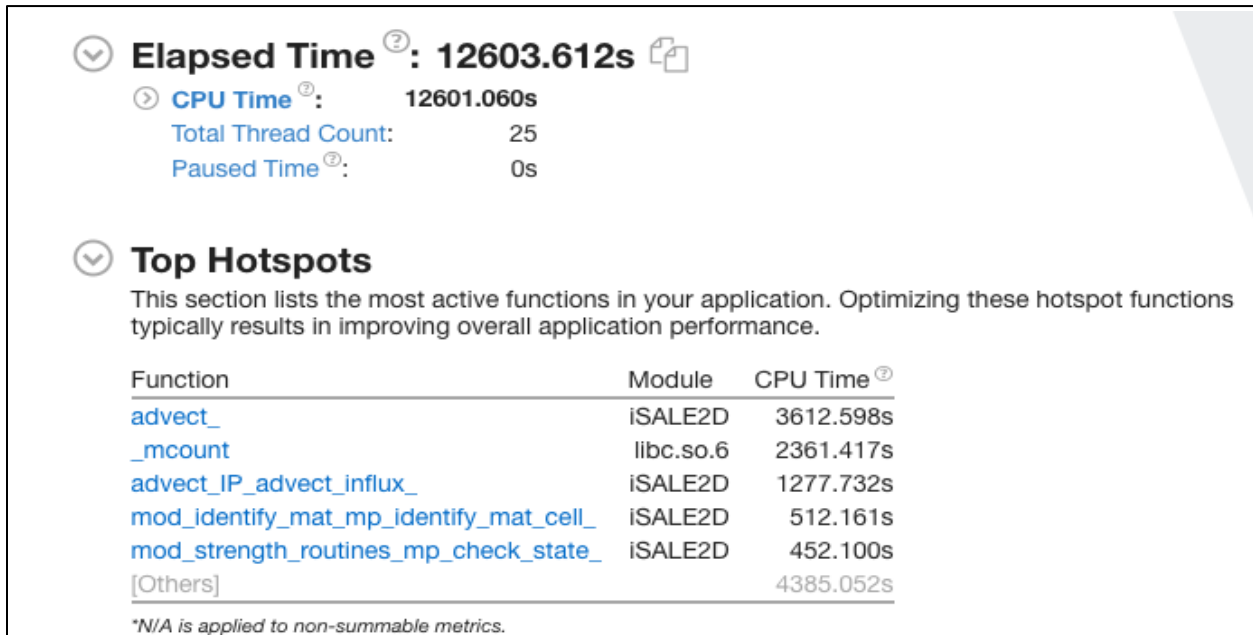 Elapsed Time ?: 12603.612s
CPU Time ?: 12601.060s
Total Thread Count: 25
Paused Time ?: 0s
Top Hotspots
This section lists the most active functions in your application. Optimizing these hotspot functions
typically results in improving overall application performance.
Function Module CPU Time ?
advect_ iSALE2D 3612.598s
_mcount libc.so.6 2361.417s
advect_IP_advect_influx_ iSALE2D 1277.732s
mod_identify_mat_mp_identify_mat_cell_ iSALE2D 512.161s
mod_strength_routines_mp_check_state_ iSALE2D 452.100s
[Others] 4385.052s
*N/A is applied to non-summable metrics.